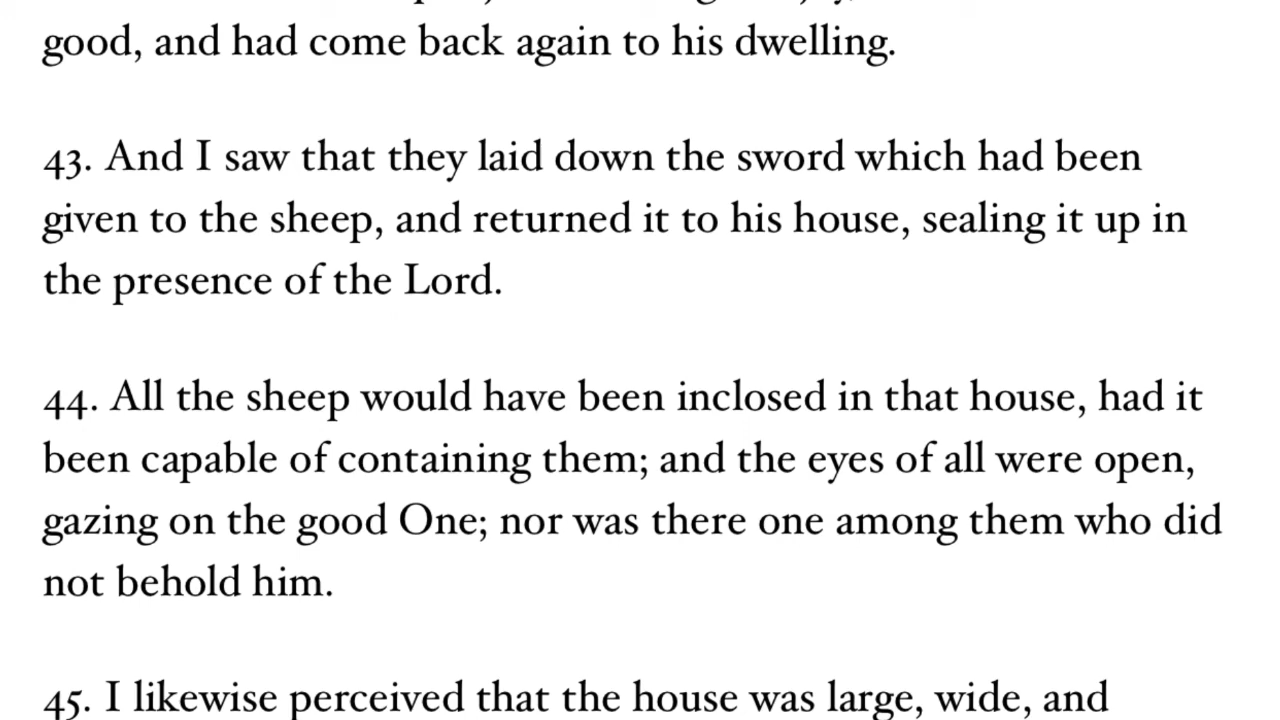 good, and had come back again to his dwelling.
43. And I saw that they laid down the sword which had been
given to the sheep, and returned it to his house, sealing it up in
the presence of the Lord.
44. All the sheep would have been inclosed in that house, had it
been capable of containing them; and the eyes of all were open,
gazing on the good One; nor was there one among them who did
not behold him.
45. I likewise perceived that the house was large, wide, and